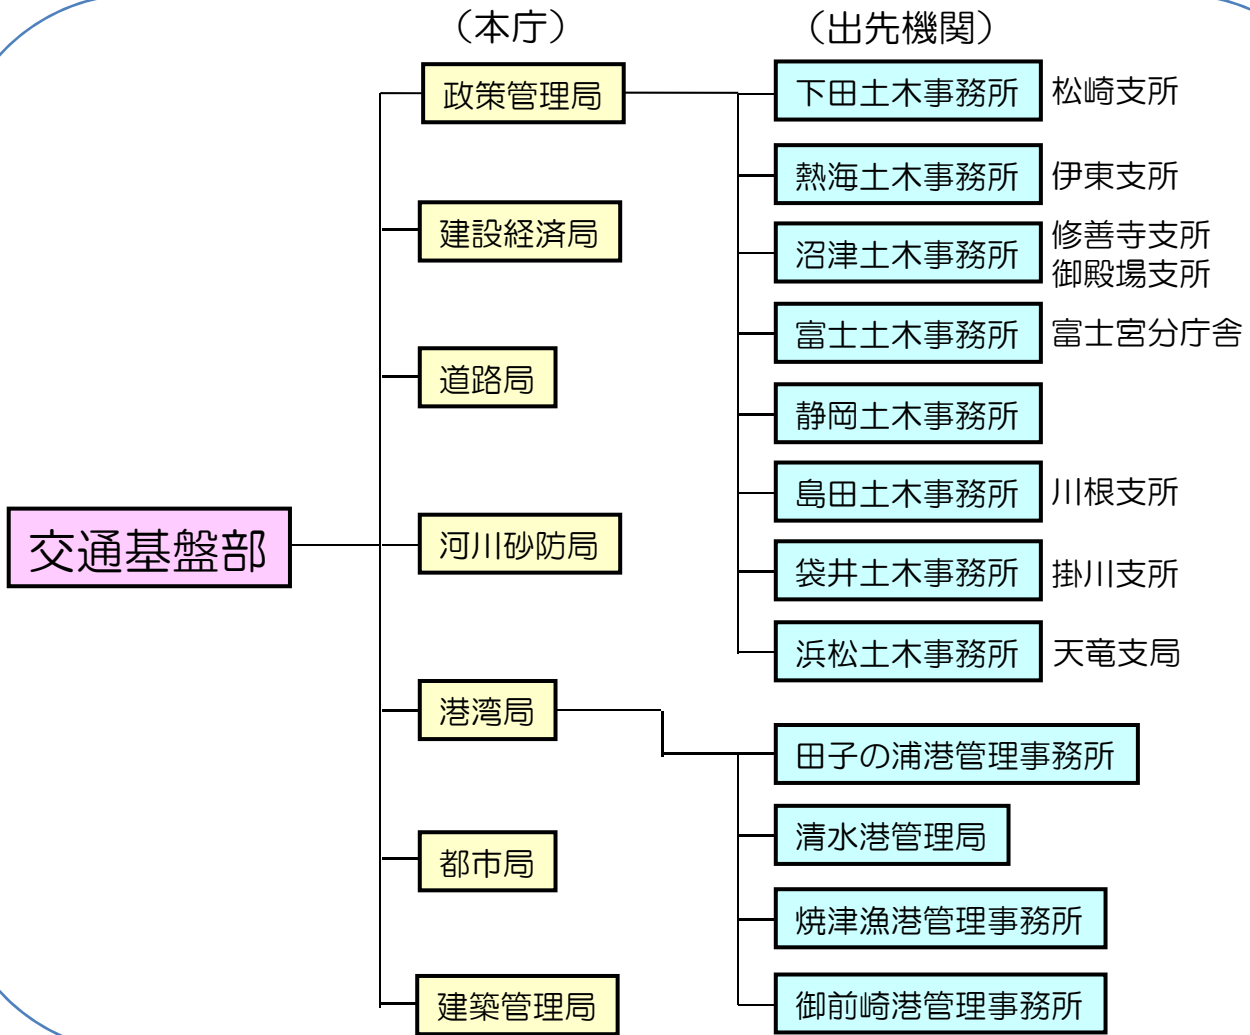 （本庁）
（出先機関）
交通基盤部
政策管理局
建設経済局
道路局
河川砂防局
港湾局
都市局
建築管理局
下田土木事務所 松崎支所
熱海土木事務所 伊東支所
沼津土木事務所 修善寺支所
御殿場支所
富士土木事務所 富士宮分庁舎
静岡土木事務所
島田土木事務所 川根支所
袋井土木事務所 掛川支所
浜松土木事務所 天竜支局
田子の浦港管理事務所
清水港管理局
焼津漁港管理事務所
御前崎港管理事務所